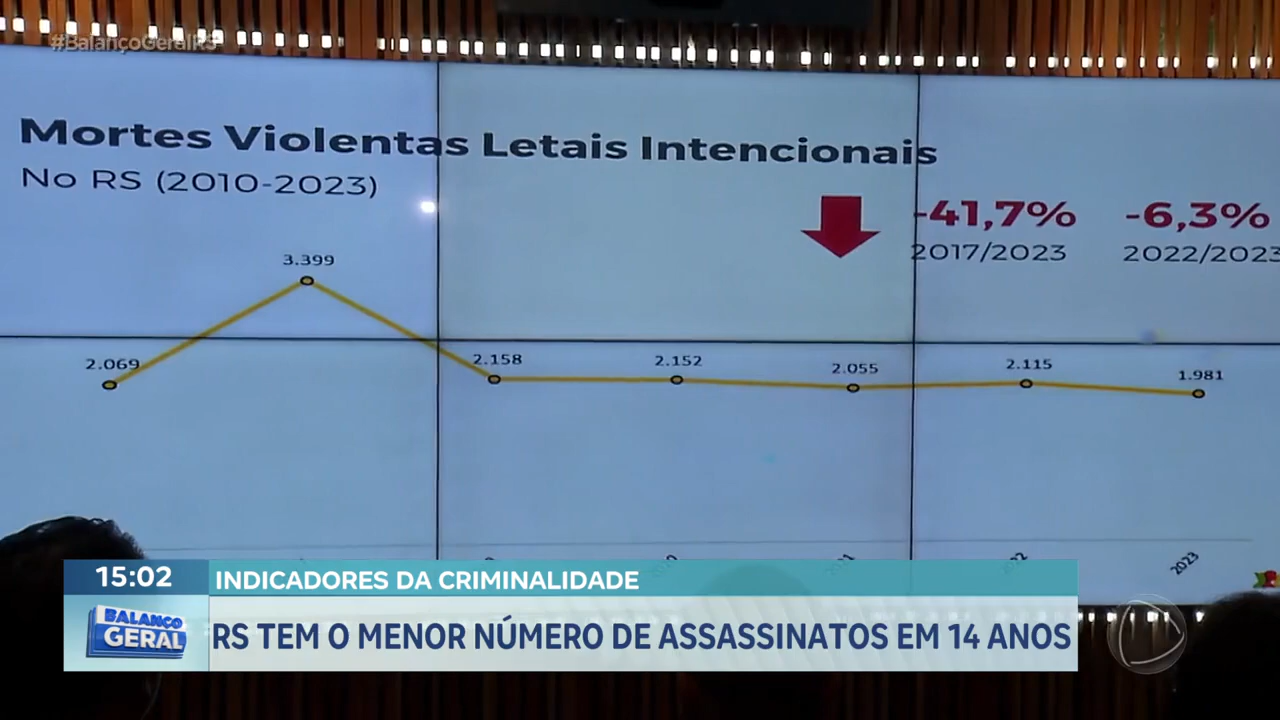 #BalançoGeralRS
Mortes Violentas Letais Intencionais
No RS (2010-2023)
-41,7%
-6,3%
2017/2023
2022/2023
3.399
2.069
2.158
2.152
2.055
2.115
1.981
2023
15:02
INDICADORES DA CRIMINALIDADE
BALANÇO
GERAL
RS TEM O MENOR NÚMERO DE ASSASSINATOS EM 14 ANOS